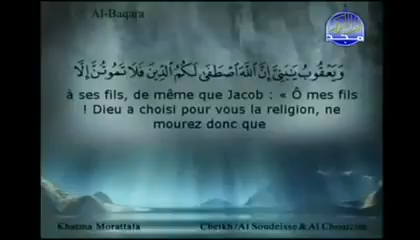 Al-Baqara
مجد
وَيَعْقُوبُ يَٰبَنِىَّ إِنَّ ٱللَّهَ ٱصْطَفَىٰ لَكُمُ ٱلدِّينَ فَلَا تَمُوتُنَّ إِلَّا
à ses fils, de même que Jacob : « Ô mes fils
! Dieu a choisi pour vous la religion, ne
mourez donc que
Khatma Morattala
Cheikh/Al Soudeisse & Al Chouraim